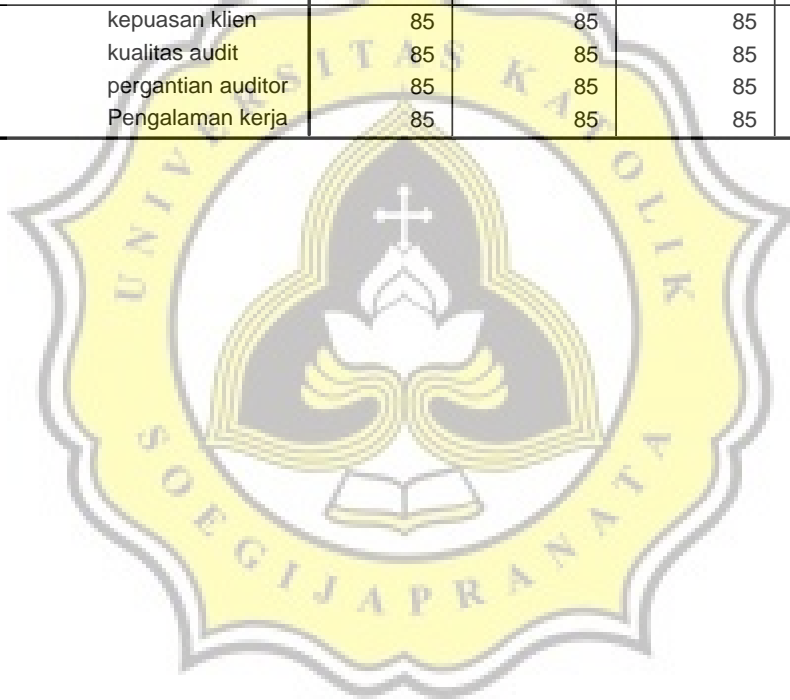 kepuasan klien 85 85 85
kualitas audit 85 85 85
pergantian auditor 85 85 85
Pengalaman kerja 85 85 85
UNIVERSITAS KATOLIK
SOEGIJAPRANATA